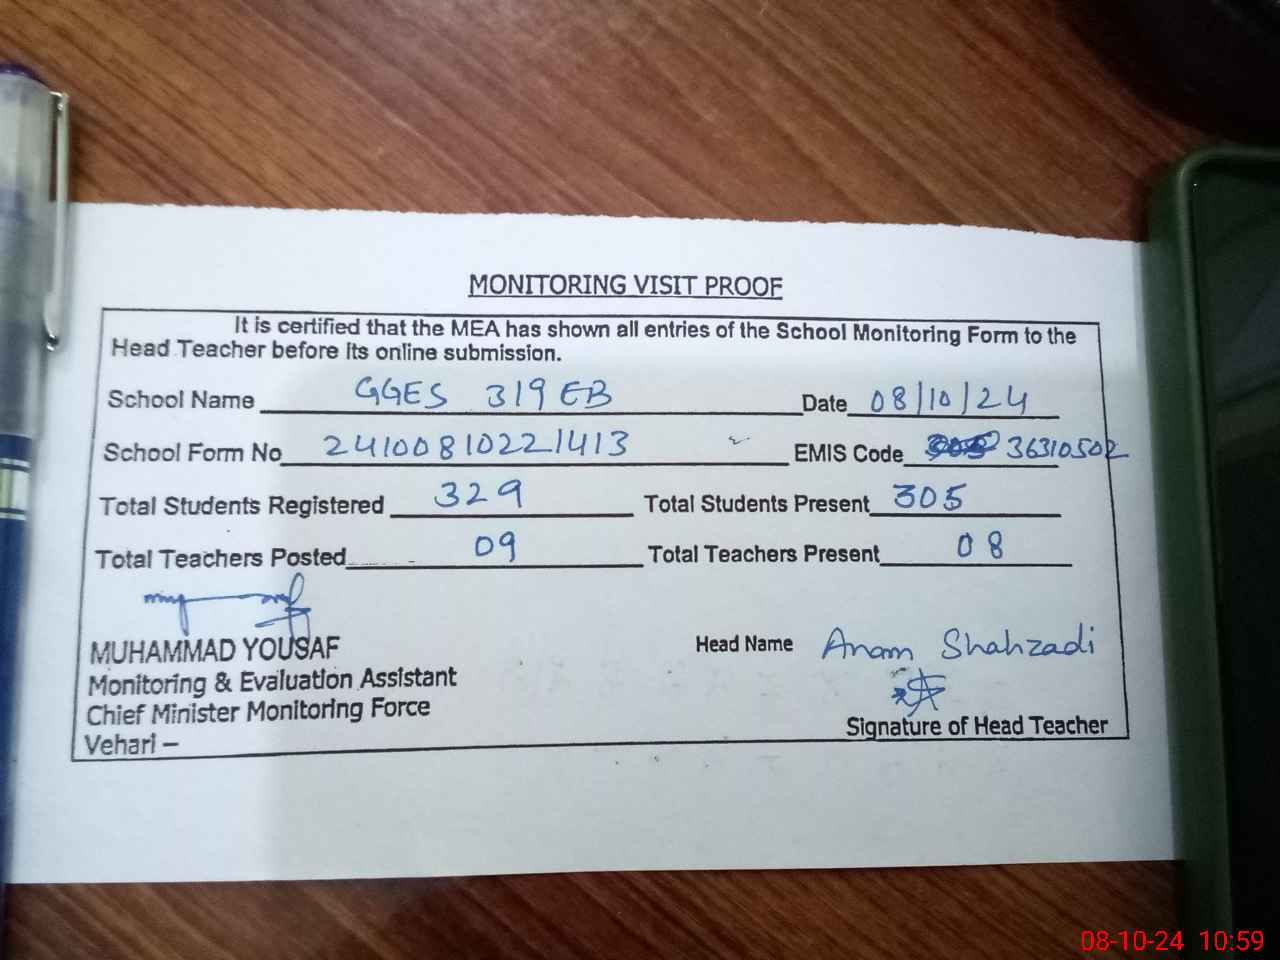 MONITORING VISIT PROOF
It is certified that the MEA has shown all entries of the School Monitoring Form to the
Head Teacher before its online submission.
School Name GGES 319 EB Date 08/10/24
School Form No 24100810221413 EMIS Code 36310502
Total Students Registered 329 Total Students Present 305
Total Teachers Posted 09 Total Teachers Present 08
MUHAMMAD YOUSAF
Head Name Anam Shahzadi
Monitoring & Evaluation Assistant
Chief Minister Monitoring Force
Signature of Head Teacher
Vehari –
08-10-24 10:59